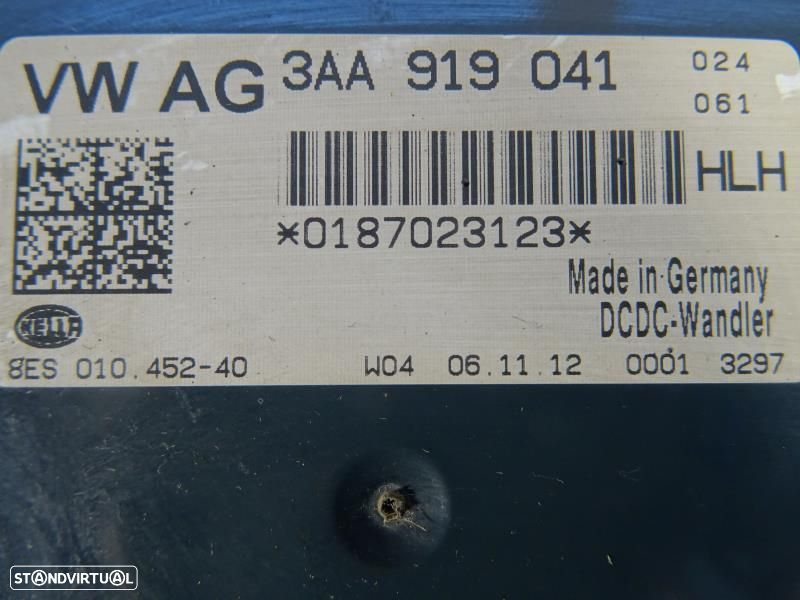 VW AG 3AA 919 041 024
061
HLH
*0187023123*
Made in Germany
DCDC-Wandler
HELLA
8ES 010.452-40 W04 06.11.12 0001 3297
STANDVIRTUAL